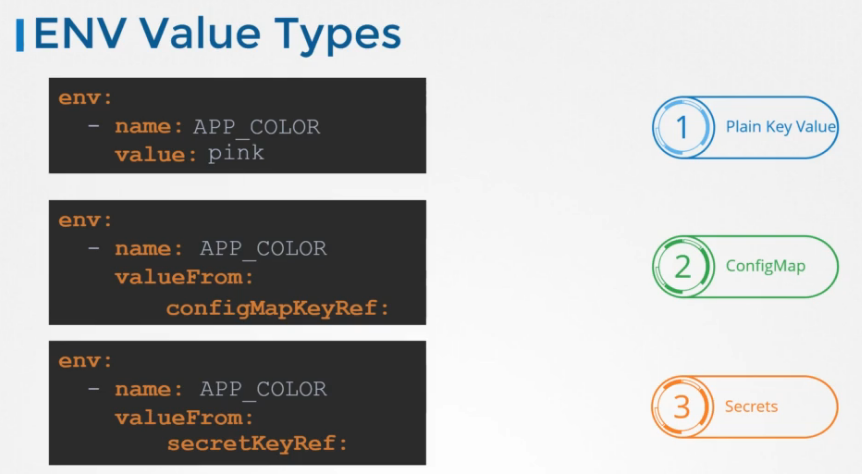 ENV Value Types
env:
- name: APP_COLOR
value: pink
1 Plain Key Value
env:
- name: APP_COLOR
valueFrom:
configMapKeyRef:
2 ConfigMap
env:
- name: APP_COLOR
valueFrom:
secretKeyRef:
3 Secrets